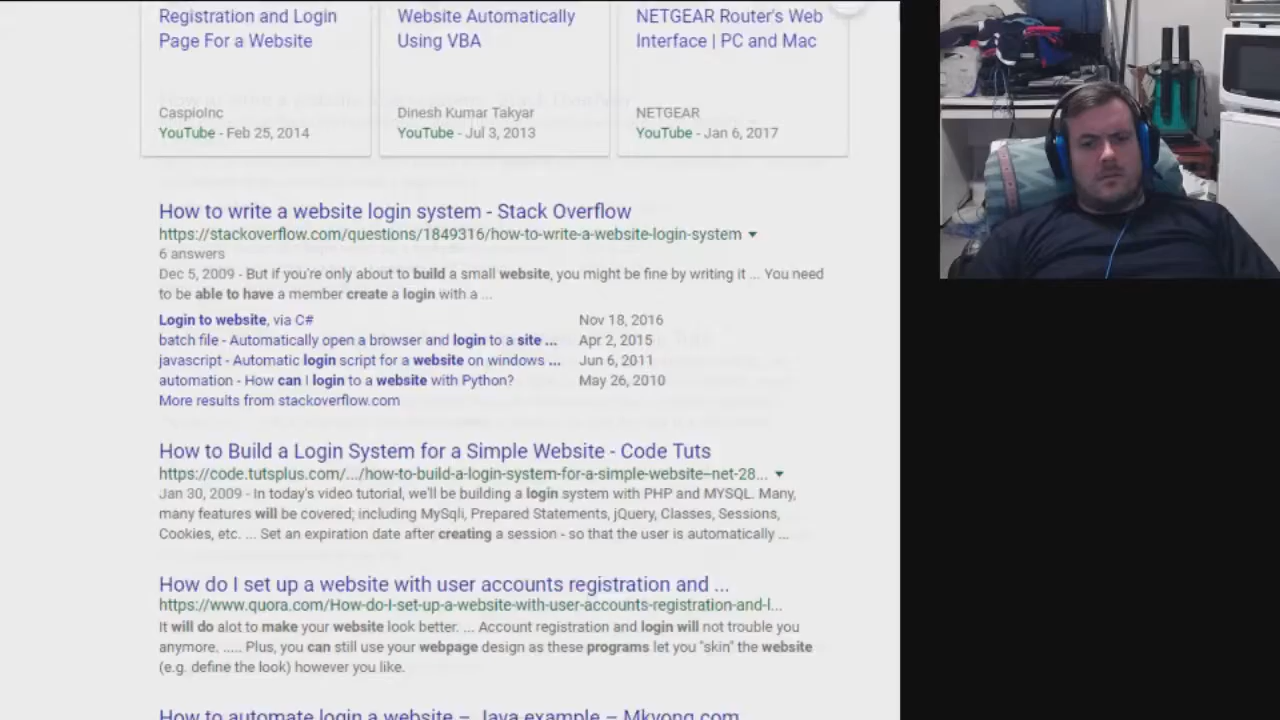 Registration and Login
Page For a Website
CaspioInc
YouTube - Feb 25, 2014
Website Automatically
Using VBA
Dinesh Kumar Takyar
YouTube - Jul 3, 2013
NETGEAR Router's Web
Interface | PC and Mac
NETGEAR
YouTube - Jan 6, 2017
How to write a website login system - Stack Overflow
https://stackoverflow.com/questions/1849316/how-to-write-a-website-login-system
6 answers
Dec 5, 2009 - But if you're only about to build a small website, you might be fine by writing it ... You need
to be able to have a member create a login with a ...
Login to website, via C# Nov 18, 2016
batch file - Automatically open a browser and login to a site ... Apr 2, 2015
javascript - Automatic login script for a website on windows ... Jun 6, 2011
automation - How can I login to a website with Python? May 26, 2010
More results from stackoverflow.com
How to Build a Login System for a Simple Website - Code Tuts
https://code.tutsplus.com/.../how-to-build-a-login-system-for-a-simple-website--net-28...
Jan 30, 2009 - In today's video tutorial, we'll be building a login system with PHP and MYSQL. Many,
many features will be covered; including MySqli, Prepared Statements, jQuery, Classes, Sessions,
Cookies, etc. ... Set an expiration date after creating a session - so that the user is automatically ...
How do I set up a website with user accounts registration and ...
https://www.quora.com/How-do-I-set-up-a-website-with-user-accounts-registration-and-l...
It will do alot to make your website look better. ... Account registration and login will not trouble you
anymore. ..... Plus, you can still use your webpage design as these programs let you "skin" the website
(e.g. define the look) however you like.
How to automate login a website – Java example – Mkyong.com